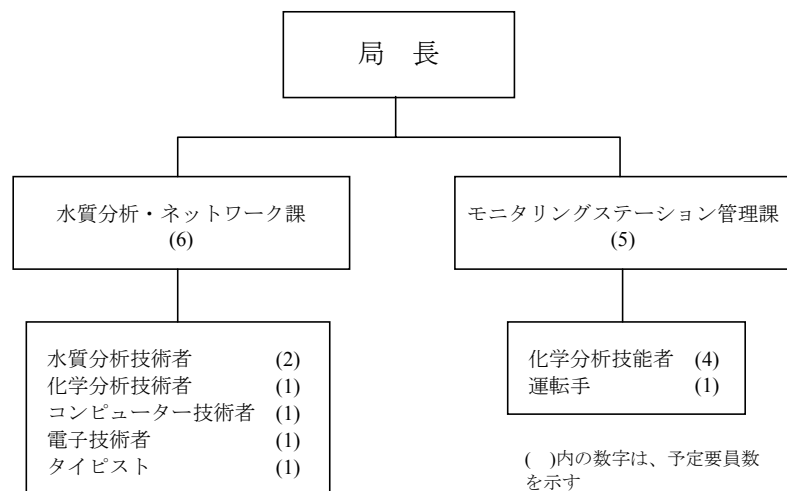 局　長
水質分析・ネットワーク課
(6)
モニタリングステーション管理課
(5)
水質分析技術者 (2)
化学分析技術者 (1)
コンピューター技術者 (1)
電子技術者 (1)
タイピスト (1)
化学分析技能者 (4)
運転手 (1)
(　)内の数字は、予定要員数
を示す